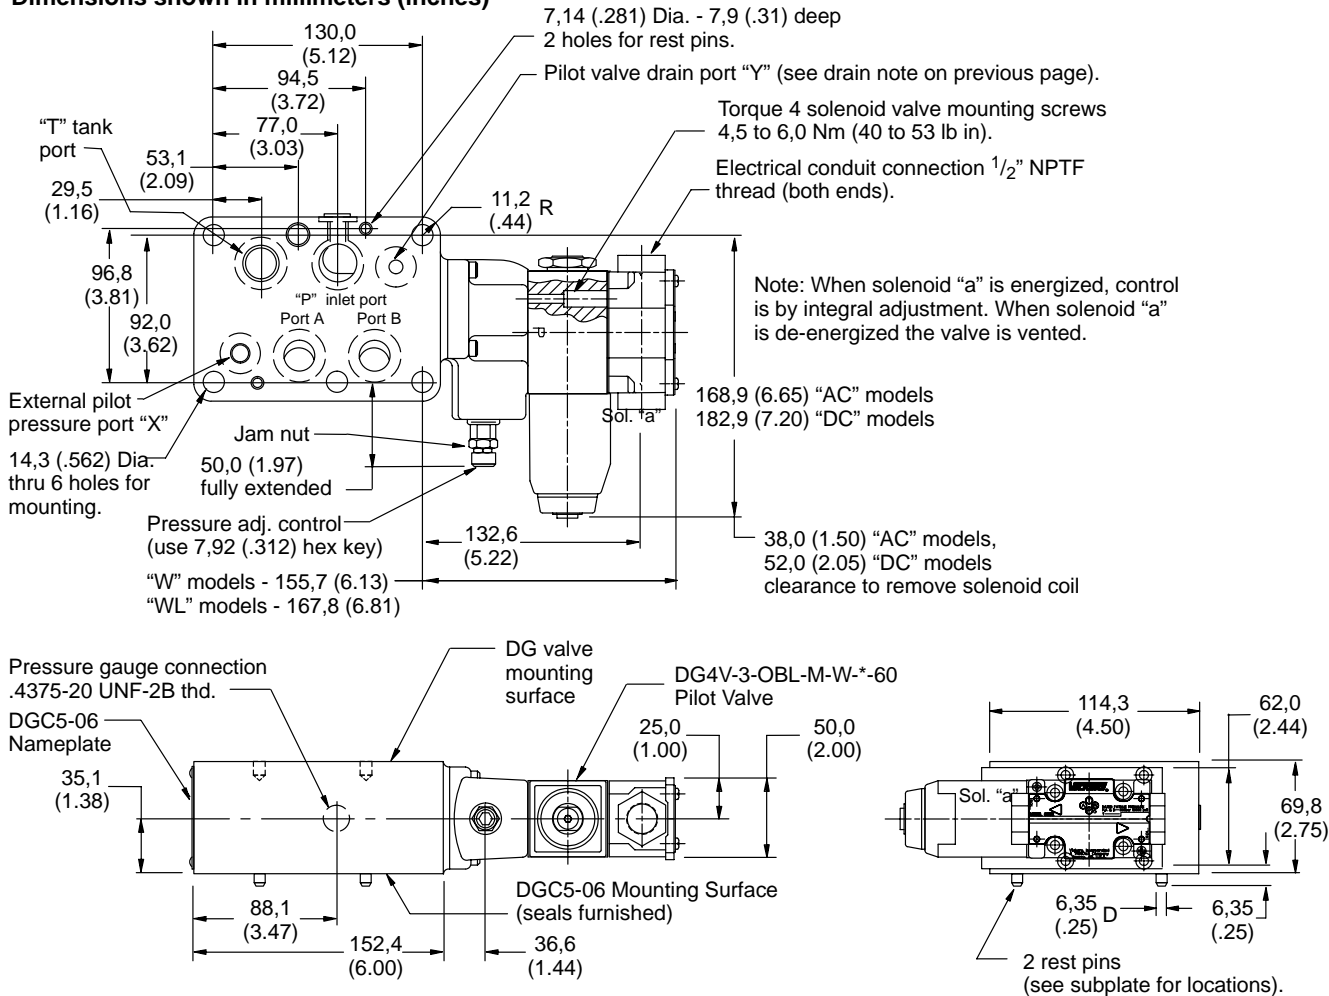 Dimensions shown in millimeters (inches)
7,14 (.281) Dia. - 7,9 (.31) deep
2 holes for rest pins.
130,0
(5.12)
Pilot valve drain port “Y” (see drain note on previous page).
94,5
(3.72)
Torque 4 solenoid valve mounting screws
4,5 to 6,0 Nm (40 to 53 lb in).
“T” tank
port
77,0
(3.03)
53,1
(2.09)
Electrical conduit connection 1/2” NPTF
thread (both ends).
29,5
(1.16)
11,2
(.44) R
96,8
(3.81)
Note: When solenoid “a” is energized, control
is by integral adjustment. When solenoid “a”
is de-energized the valve is vented.
“P” inlet port
Port A
Port B
92,0
(3.62)
External pilot
pressure port “X”
168,9 (6.65) “AC” models
182,9 (7.20) “DC” models
Sol. “a”
Jam nut
14,3 (.562) Dia.
thru 6 holes for
mounting.
50,0 (1.97)
fully extended
Pressure adj. control
(use 7,92 (.312) hex key)
132,6
(5.22)
38,0 (1.50) “AC” models,
52,0 (2.05) “DC” models
clearance to remove solenoid coil
“W” models - 155,7 (6.13)
“WL” models - 167,8 (6.81)
Pressure gauge connection
.4375-20 UNF-2B thd.
DG valve
mounting
surface
DG4V-3-OBL-M-W-*-60
Pilot Valve
DGC5-06
Nameplate
25,0
(1.00)
50,0
(2.00)
114,3
(4.50)
62,0
(2.44)
35,1
(1.38)
Sol. “a”
69,8
(2.75)
DGC5-06 Mounting Surface
(seals furnished)
88,1
(3.47)
152,4
(6.00)
36,6
(1.44)
6,35
(.25) D
6,35
(.25)
2 rest pins
(see subplate for locations).